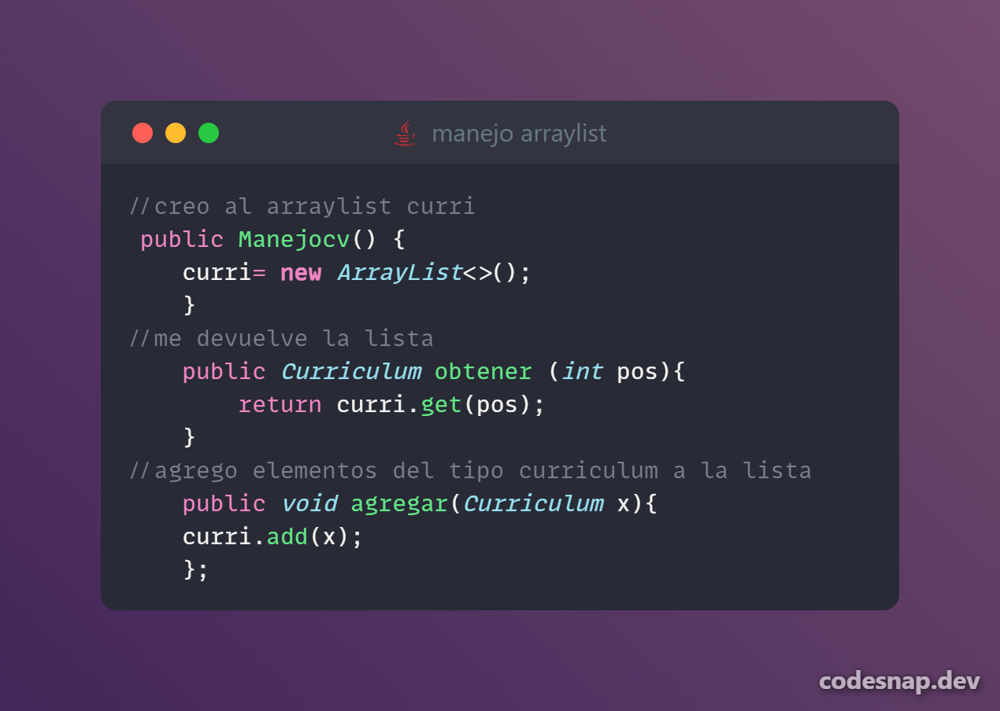 manejo arraylist
//creo al arraylist curri
public Manejocv() {
curri= new ArrayList<>();
}
//me devuelve la lista
public Curriculum obtener (int pos){
return curri.get(pos);
}
//agrego elementos del tipo curriculum a la lista
public void agregar(Curriculum x){
curri.add(x);
};
codesnap.dev